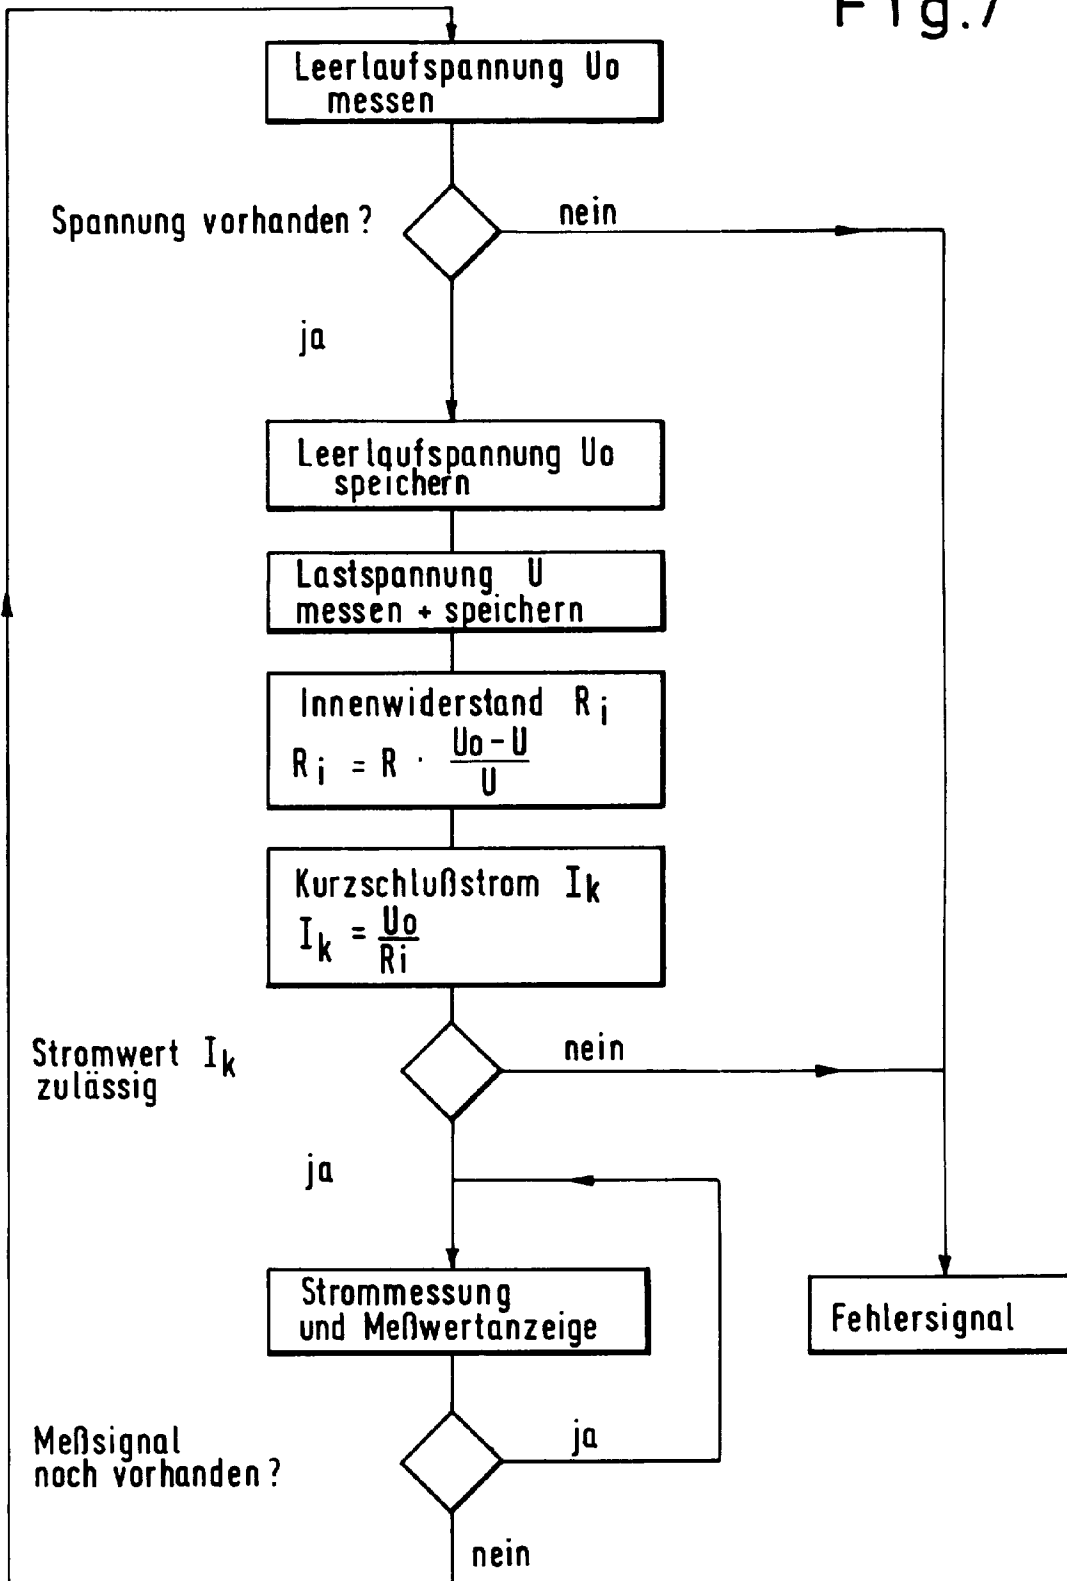 Fig.7
Leerlaufspannung Uo
messen
Spannung vorhanden?
nein
ja
Leerlaufspannung Uo
speichern
Lastspannung U
messen + speichern
Innenwiderstand Ri
Ri = R · Uo-U
U
Kurzschlußstrom Ik
Ik = Uo
Ri
Stromwert Ik
zulässig
nein
ja
Strommessung
und Meßwertanzeige
Fehlersignal
Meßsignal
noch vorhanden?
ja
nein